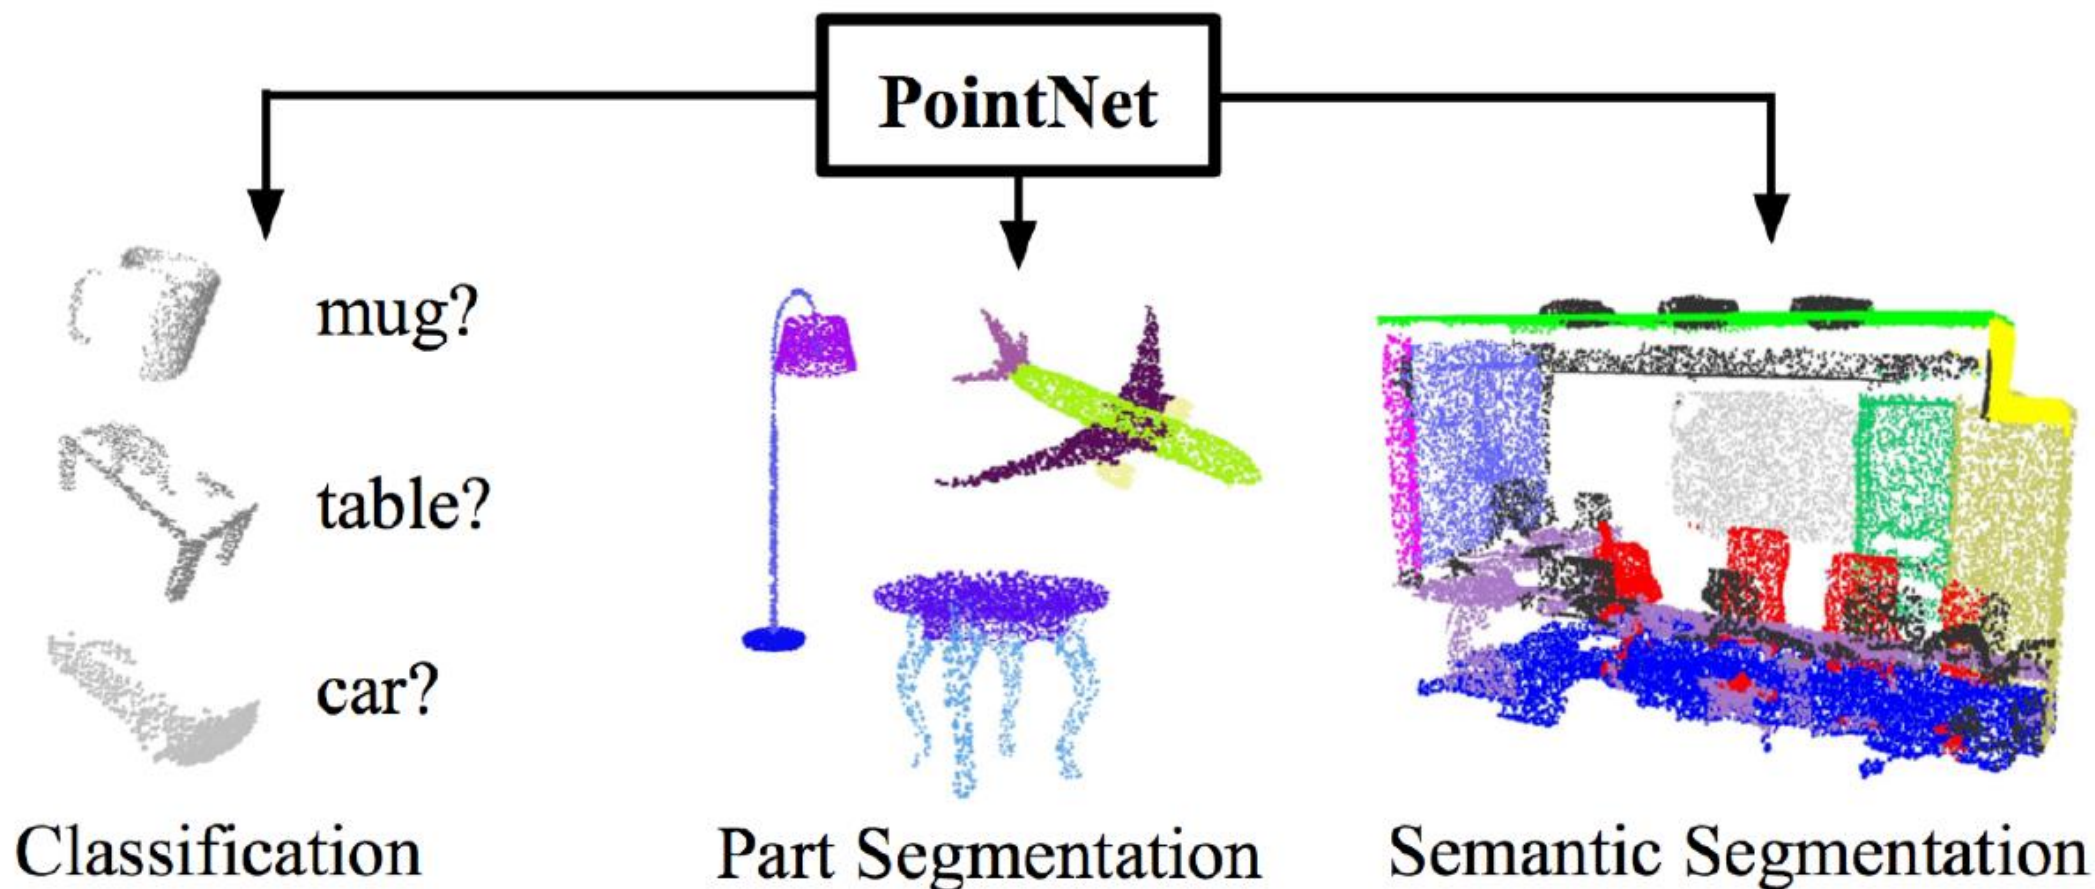 PointNet
mug?
table?
car?
Classification
Part Segmentation
Semantic Segmentation